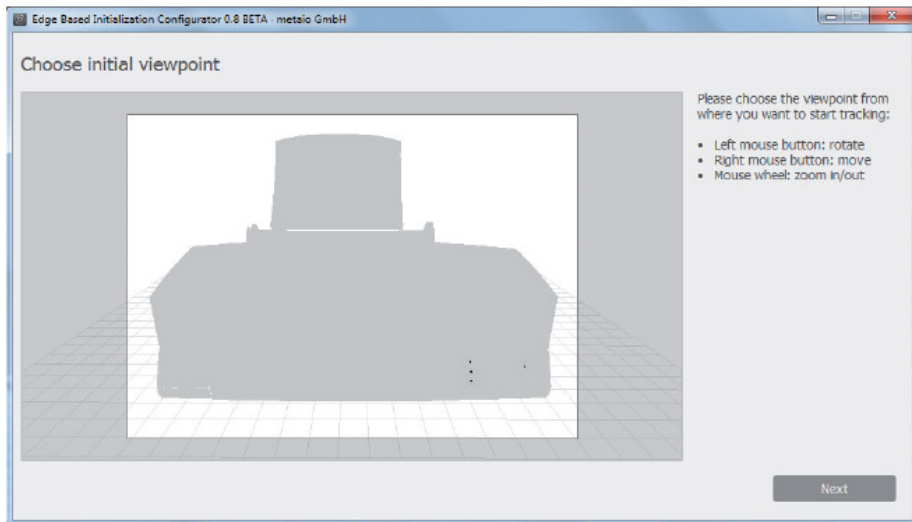 Edge Based Initialization Configurator 0.8 BETA - metaio GmbH
Choose initial viewpoint
Please choose the viewpoint from
where you want to start tracking:
• Left mouse button: rotate
• Right mouse button: move
• Mouse wheel: zoom in/out
Next